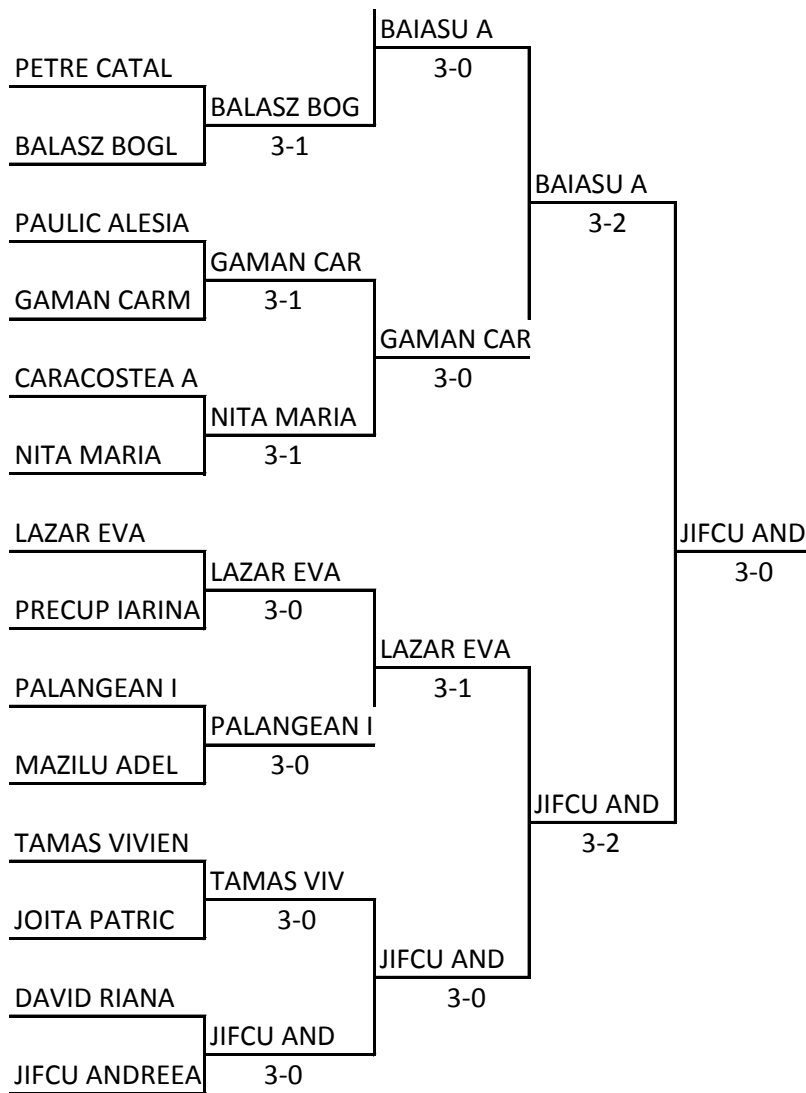 BAIASU A
PETRE CATAL
3-0
BALASZ BOG
BALASZ BOGL
3-1
BAIASU A
PAULIC ALESIA
3-2
GAMAN CAR
GAMAN CARM
3-1
GAMAN CAR
CARACOSTEA A
3-0
NITA MARIA
NITA MARIA
3-1
LAZAR EVA
JIFCU AND
LAZAR EVA
3-0
PRECUP IARINA
3-0
LAZAR EVA
PALANGEAN I
3-1
PALANGEAN I
MAZILU ADEL
3-0
JIFCU AND
TAMAS VIVIEN
3-2
TAMAS VIV
JOITA PATRIC
3-0
JIFCU AND
DAVID RIANA
3-0
JIFCU AND
JIFCU ANDREEA
3-0